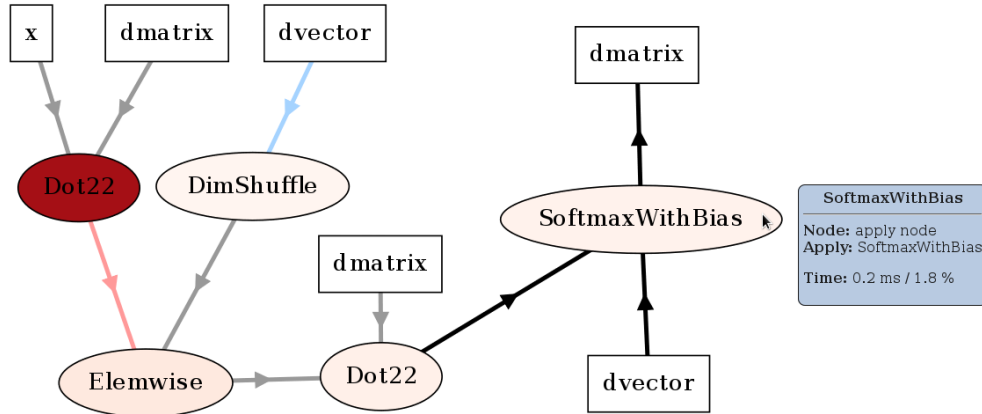 x
dmatrix
dvector
dmatrix
Dot22
DimShuffle
SoftmaxWithBias
dmatrix
Elemwise
Dot22
dvector
SoftmaxWithBias
Node: apply node
Apply: SoftmaxWithBias
Time: 0.2 ms / 1.8 %